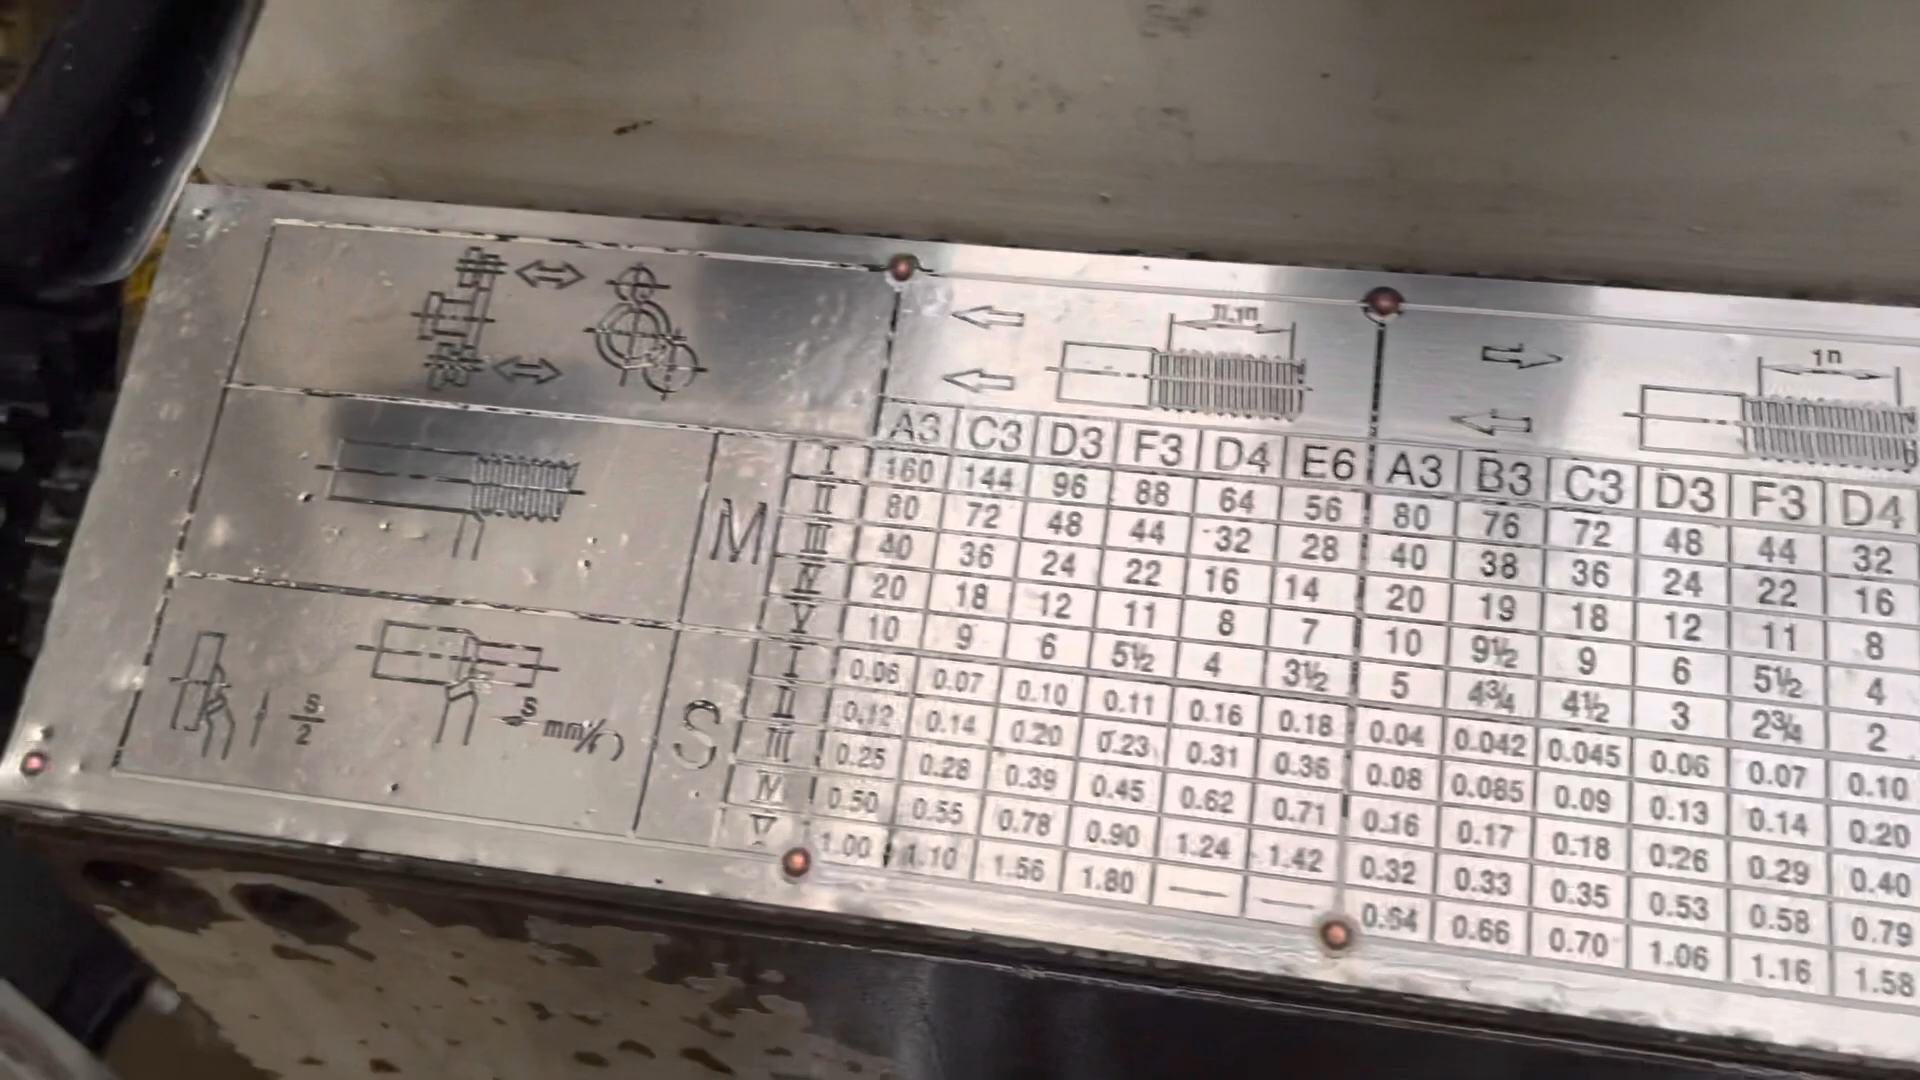 1n
A3 C3 D3 F3 D4 E6 A3 B3 C3 D3 F3 D4
M
I 160 144 96 88 64 56 80 76 72 48 44 32
II 80 72 48 44 32 28 40 38 36 24 22 16
III 40 36 24 22 16 14 20 19 18 12 11 8
IV 20 18 12 11 8 7 10 9½ 9 6 5½ 4
V 10 9 6 5½ 4 3½ 5 4¾ 4½ 3 2¾ 2
S/2
S mm/
S
I 0.06 0.07 0.10 0.11 0.16 0.18 0.04 0.042 0.045 0.06 0.07 0.10
II 0.12 0.14 0.20 0.23 0.31 0.36 0.08 0.085 0.09 0.13 0.14 0.20
III 0.25 0.28 0.39 0.45 0.62 0.71 0.16 0.17 0.18 0.26 0.29 0.40
IV 0.50 0.55 0.78 0.90 1.24 1.42 0.32 0.33 0.35 0.53 0.58 0.79
V 1.00 1.10 1.56 1.80 — — 0.64 0.66 0.70 1.06 1.16 1.58